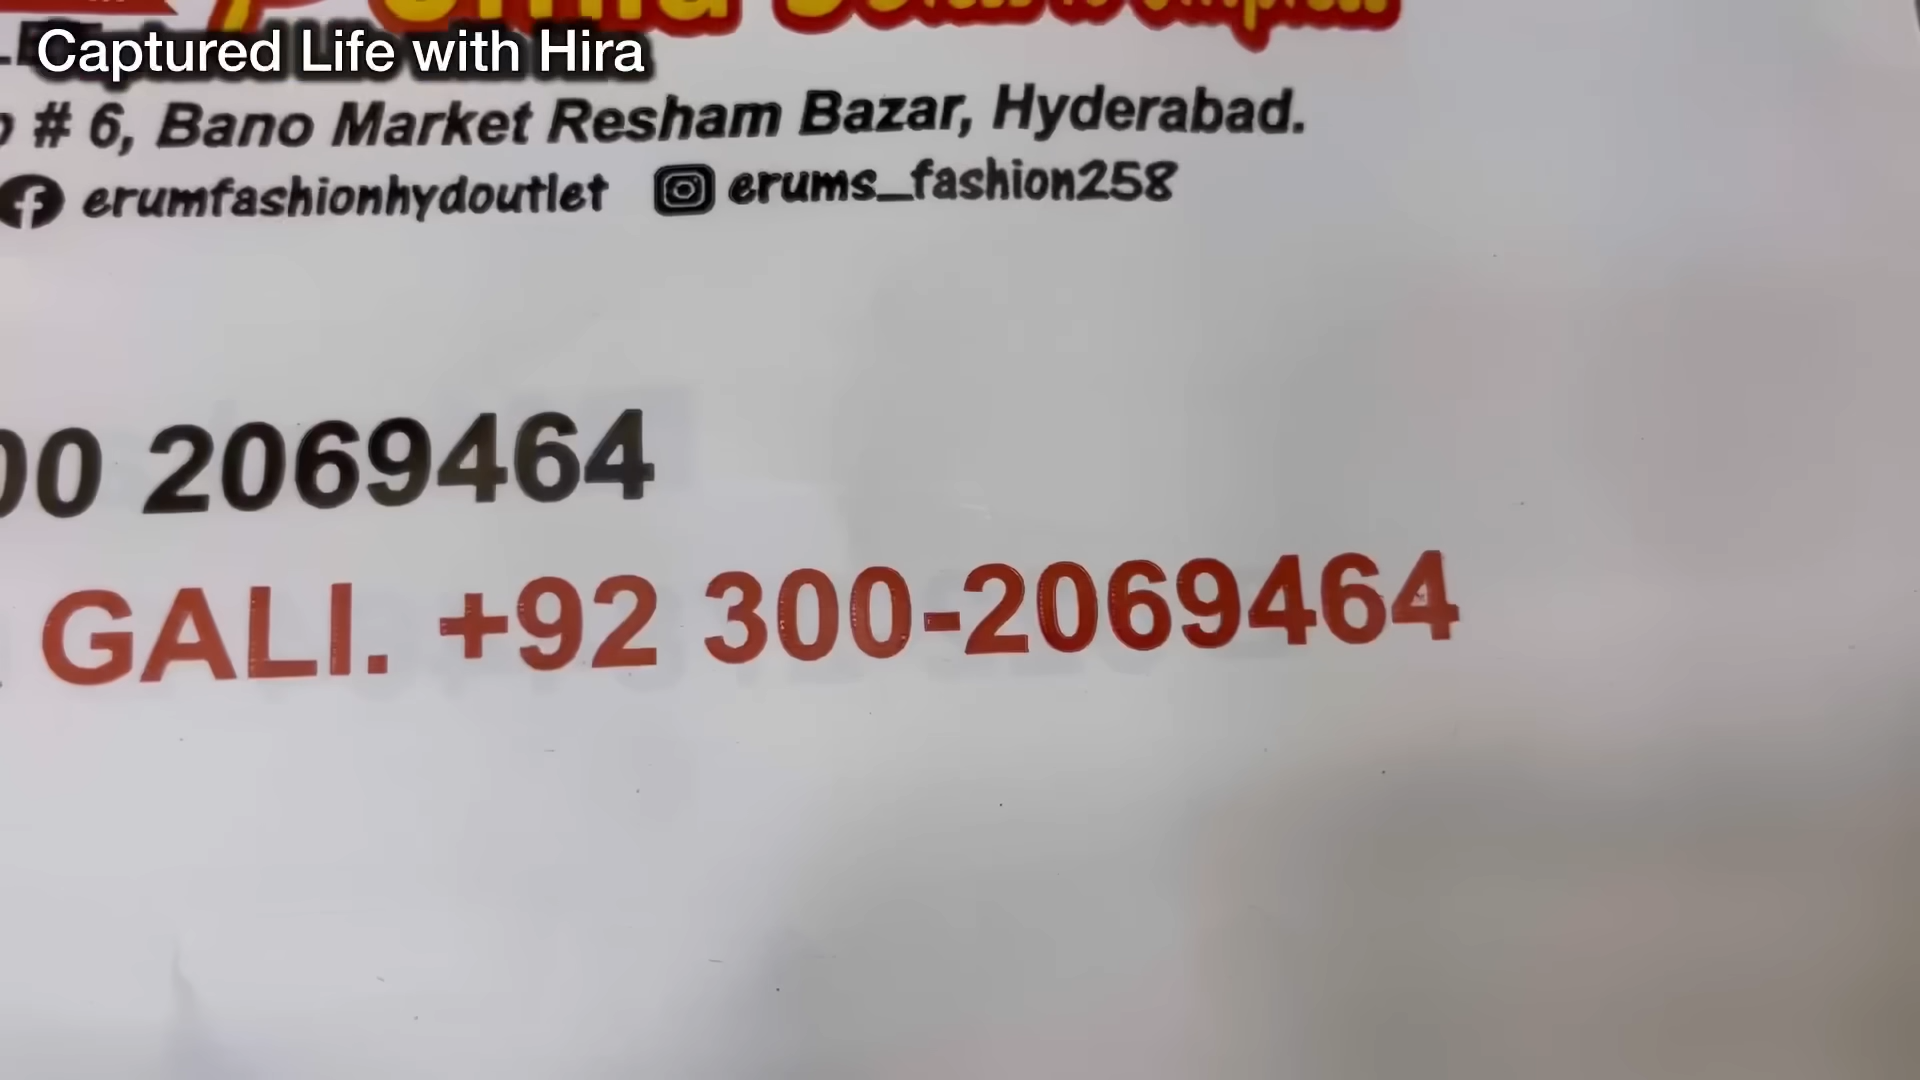 Captured Life with Hira
# 6, Bano Market Resham Bazar, Hyderabad.
erumfashionhydoutlet erums_fashion258
00 2069464
GALI. +92 300-2069464